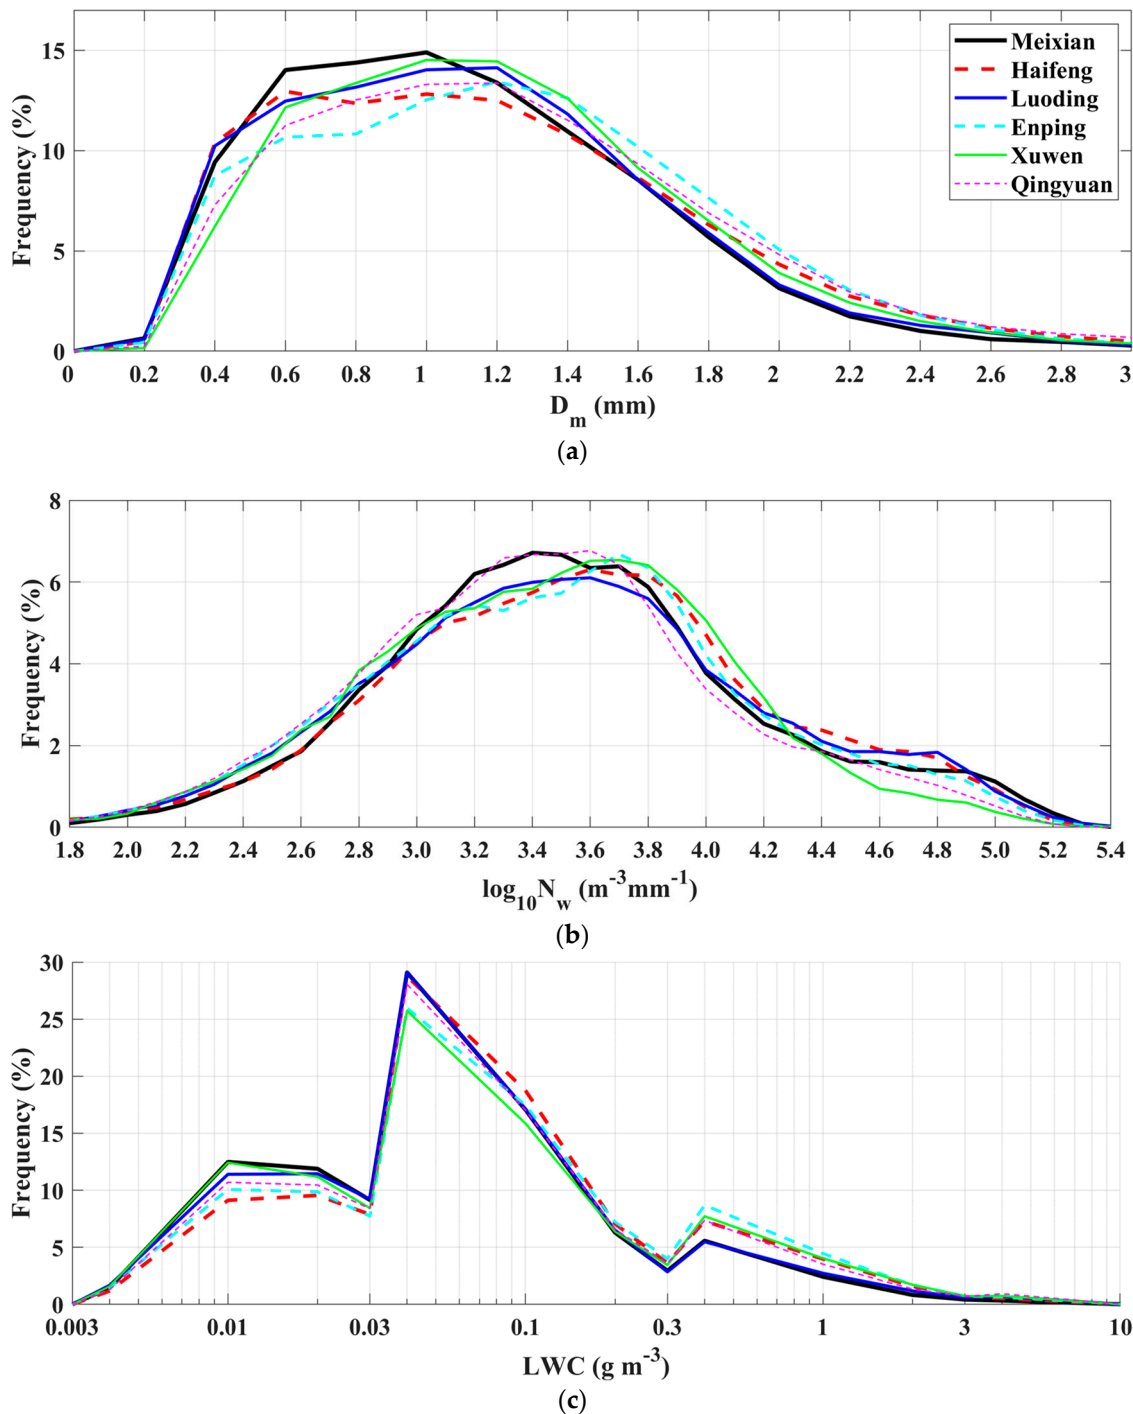 Frequency (%)
15
10
5
0
Meixian
Haifeng
Luoding
Enping
Xuwen
Qingyuan
0 0.2 0.4 0.6 0.8 1 1.2 1.4 1.6 1.8 2 2.2 2.4 2.6 2.8 3
D_m (mm)
(a)
Frequency (%)
8
6
4
2
0
1.8 2.0 2.2 2.4 2.6 2.8 3.0 3.2 3.4 3.6 3.8 4.0 4.2 4.4 4.6 4.8 5.0 5.2 5.4
log_10N_w (m^-3mm^-1)
(b)
Frequency (%)
30
25
20
15
10
5
0
0.003 0.01 0.03 0.1 0.3 1 3 10
LWC (g m^-3)
(c)